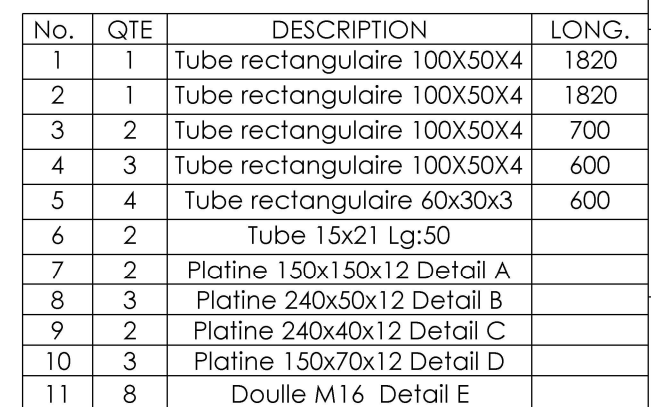 No. QTE DESCRIPTION LONG.
1 1 Tube rectangulaire 100X50X4 1820
2 1 Tube rectangulaire 100X50X4 1820
3 2 Tube rectangulaire 100X50X4 700
4 3 Tube rectangulaire 100X50X4 600
5 4 Tube rectangulaire 60x30x3 600
6 2 Tube 15x21 Lg:50
7 2 Platine 150x150x12 Detail A
8 3 Platine 240x50x12 Detail B
9 2 Platine 240x40x12 Detail C
10 3 Platine 150x70x12 Detail D
11 8 Doulle M16 Detail E